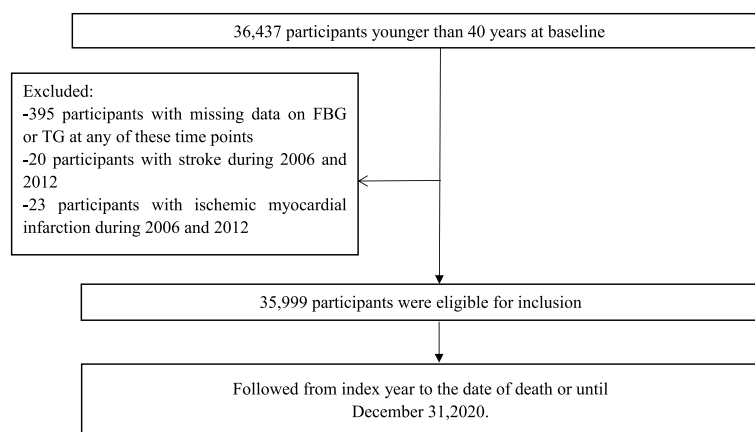 36,437 participants younger than 40 years at baseline
Excluded:
-395 participants with missing data on FBG
or TG at any of these time points
-20 participants with stroke during 2006 and
2012
-23 participants with ischemic myocardial
infarction during 2006 and 2012
35,999 participants were eligible for inclusion
Followed from index year to the date of death or until
December 31,2020.